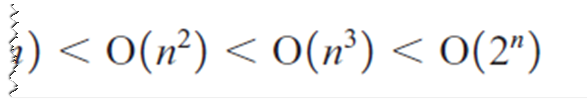 ) < O(n²) < O(n³) < O(2ⁿ)